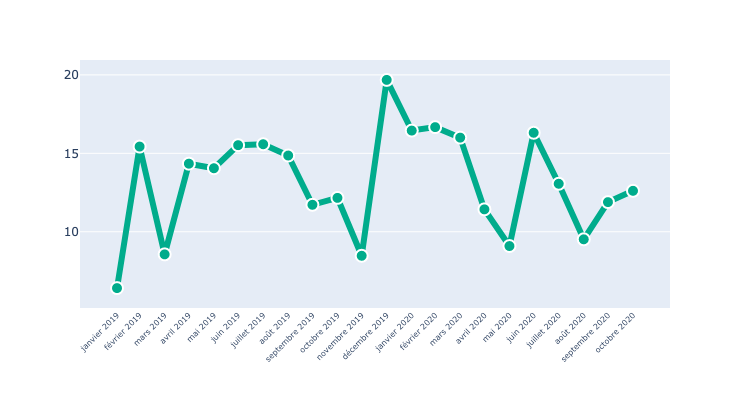 20
15
10
janvier 2019
février 2019
mars 2019
avril 2019
mai 2019
juin 2019
juillet 2019
août 2019
septembre 2019
octobre 2019
novembre 2019
décembre 2019
janvier 2020
février 2020
mars 2020
avril 2020
mai 2020
juin 2020
juillet 2020
août 2020
septembre 2020
octobre 2020